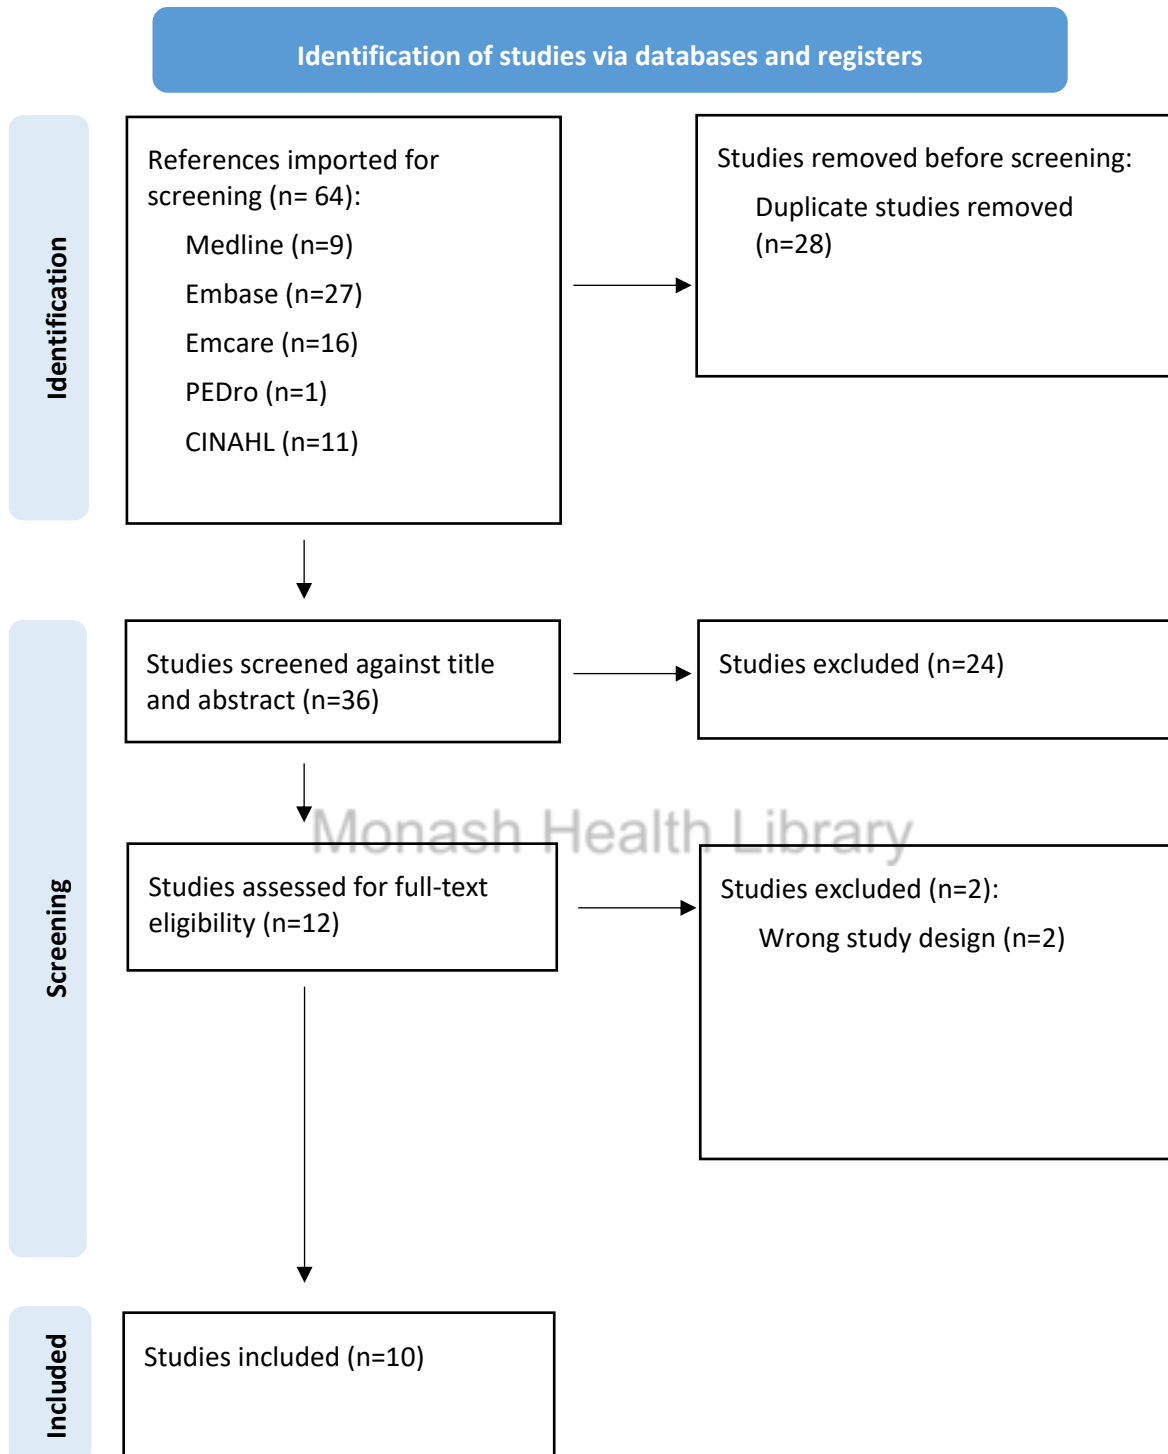 Identification of studies via databases and registers
Identification
References imported for
screening (n= 64):
Medline (n=9)
Embase (n=27)
Emcare (n=16)
PEDro (n=1)
CINAHL (n=11)
Studies removed before screening:
Duplicate studies removed
(n=28)
Screening
Studies screened against title
and abstract (n=36)
Studies excluded (n=24)
Monash Health Library
Studies assessed for full-text
eligibility (n=12)
Studies excluded (n=2):
Wrong study design (n=2)
Included
Studies included (n=10)